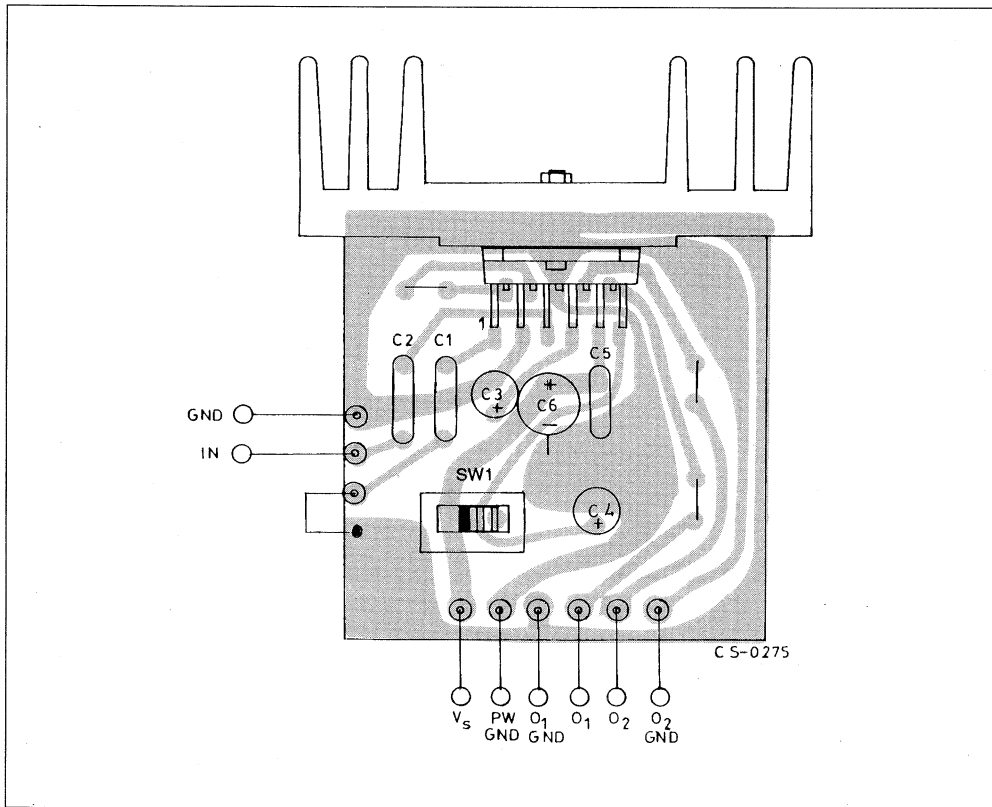 1
C2 C1
C5
C3
C6
GND
IN
SW1
C4
CS-0275
Vs PW GND O1 GND O1 O2 O2 GND